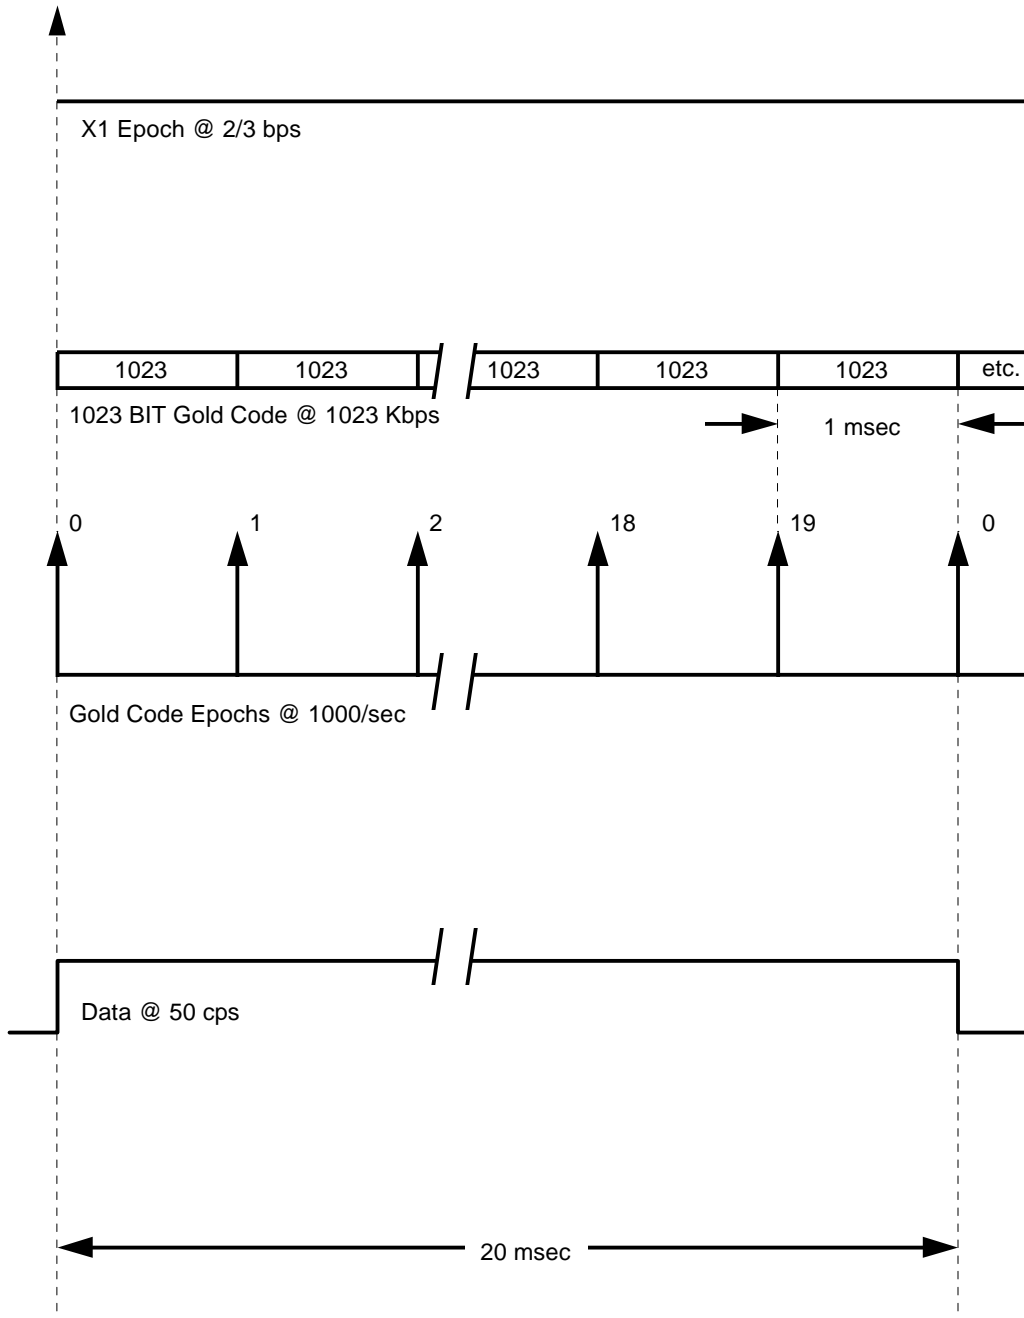 X1 Epoch @ 2/3 bps
1023 1023 1023 1023 1023 etc.
1023 BIT Gold Code @ 1023 Kbps
1 msec
0 1 2 18 19 0
Gold Code Epochs @ 1000/sec
Data @ 50 cps
20 msec